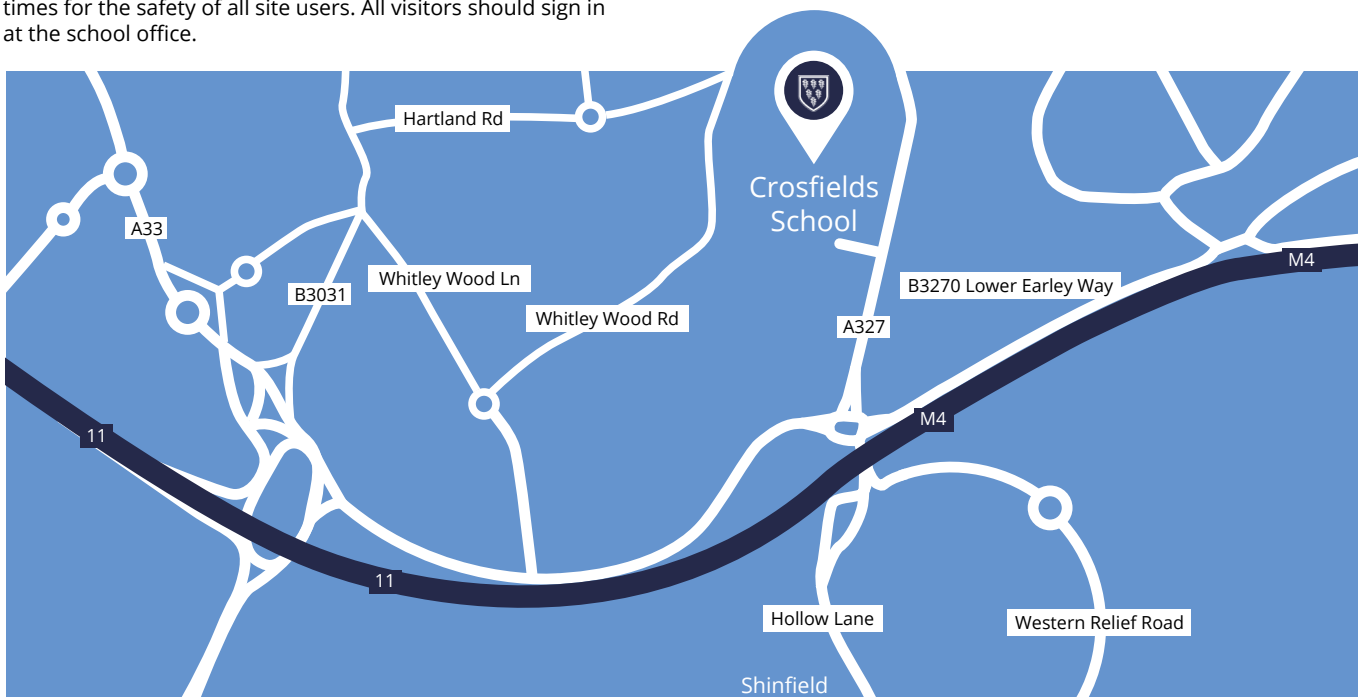 times for the safety of all site users. All visitors should sign in
at the school office.
Hartland Rd
Crosfields
School
A33
Whitley Wood Ln
B3031
Whitley Wood Rd
B3270 Lower Earley Way
M4
A327
M4
11
11
Hollow Lane
Western Relief Road
Shinfield